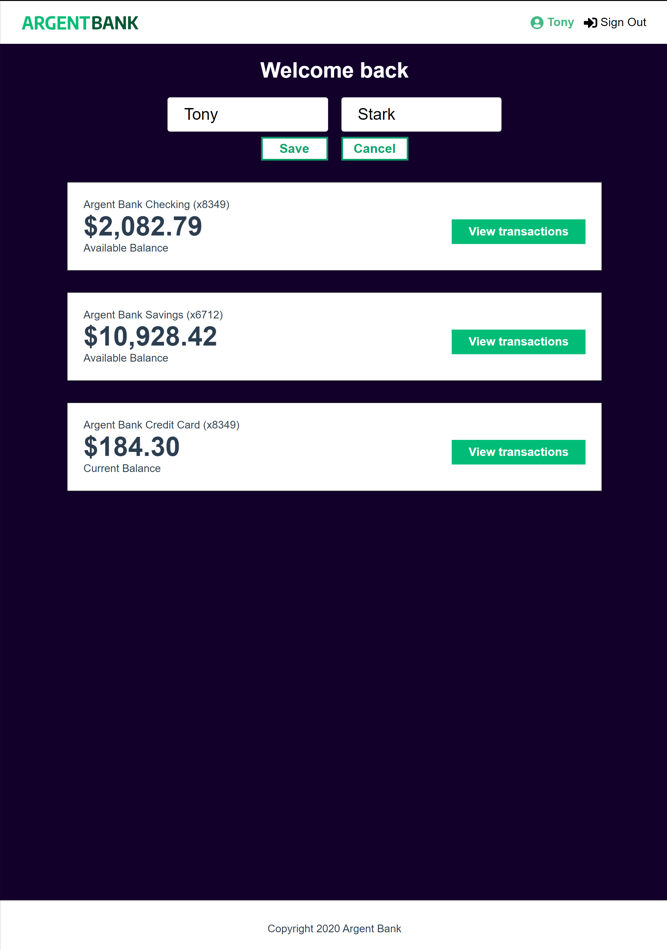 ARGENTBANK
Tony Sign Out
Welcome back
Tony Stark
Save Cancel
Argent Bank Checking (x8349)
$2,082.79
Available Balance
View transactions
Argent Bank Savings (x6712)
$10,928.42
Available Balance
View transactions
Argent Bank Credit Card (x8349)
$184.30
Current Balance
View transactions
Copyright 2020 Argent Bank